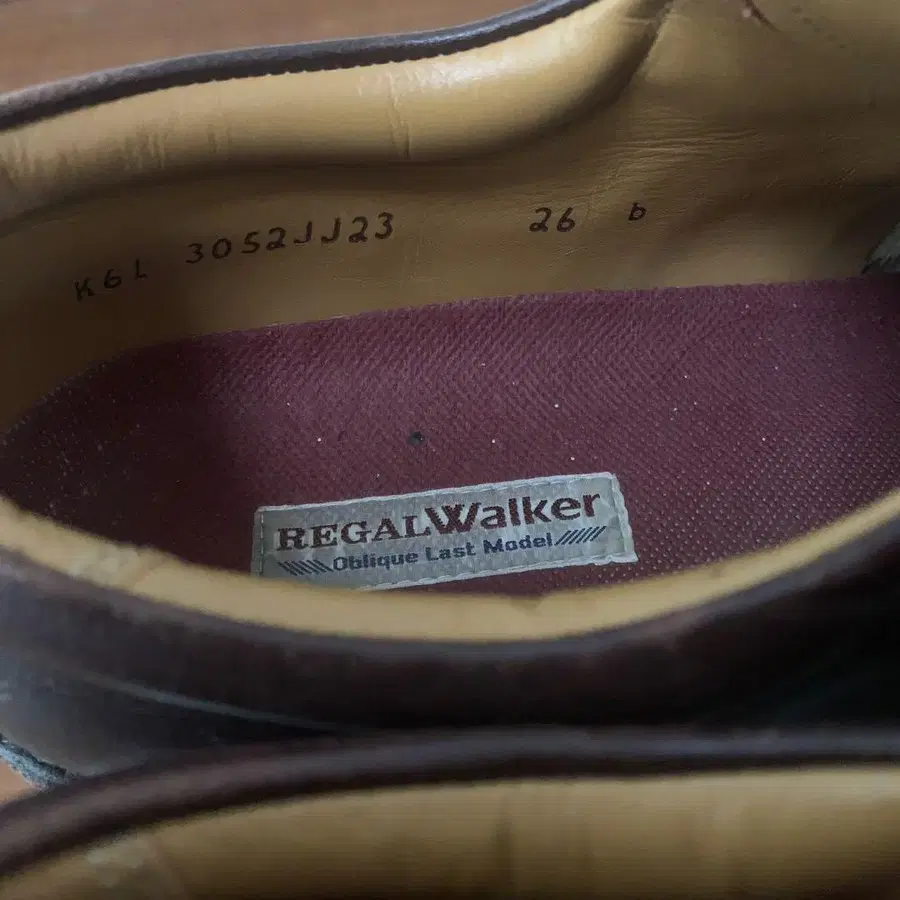 K6L 3052JJ23 26 b
REGALWalker
Oblique Last Model